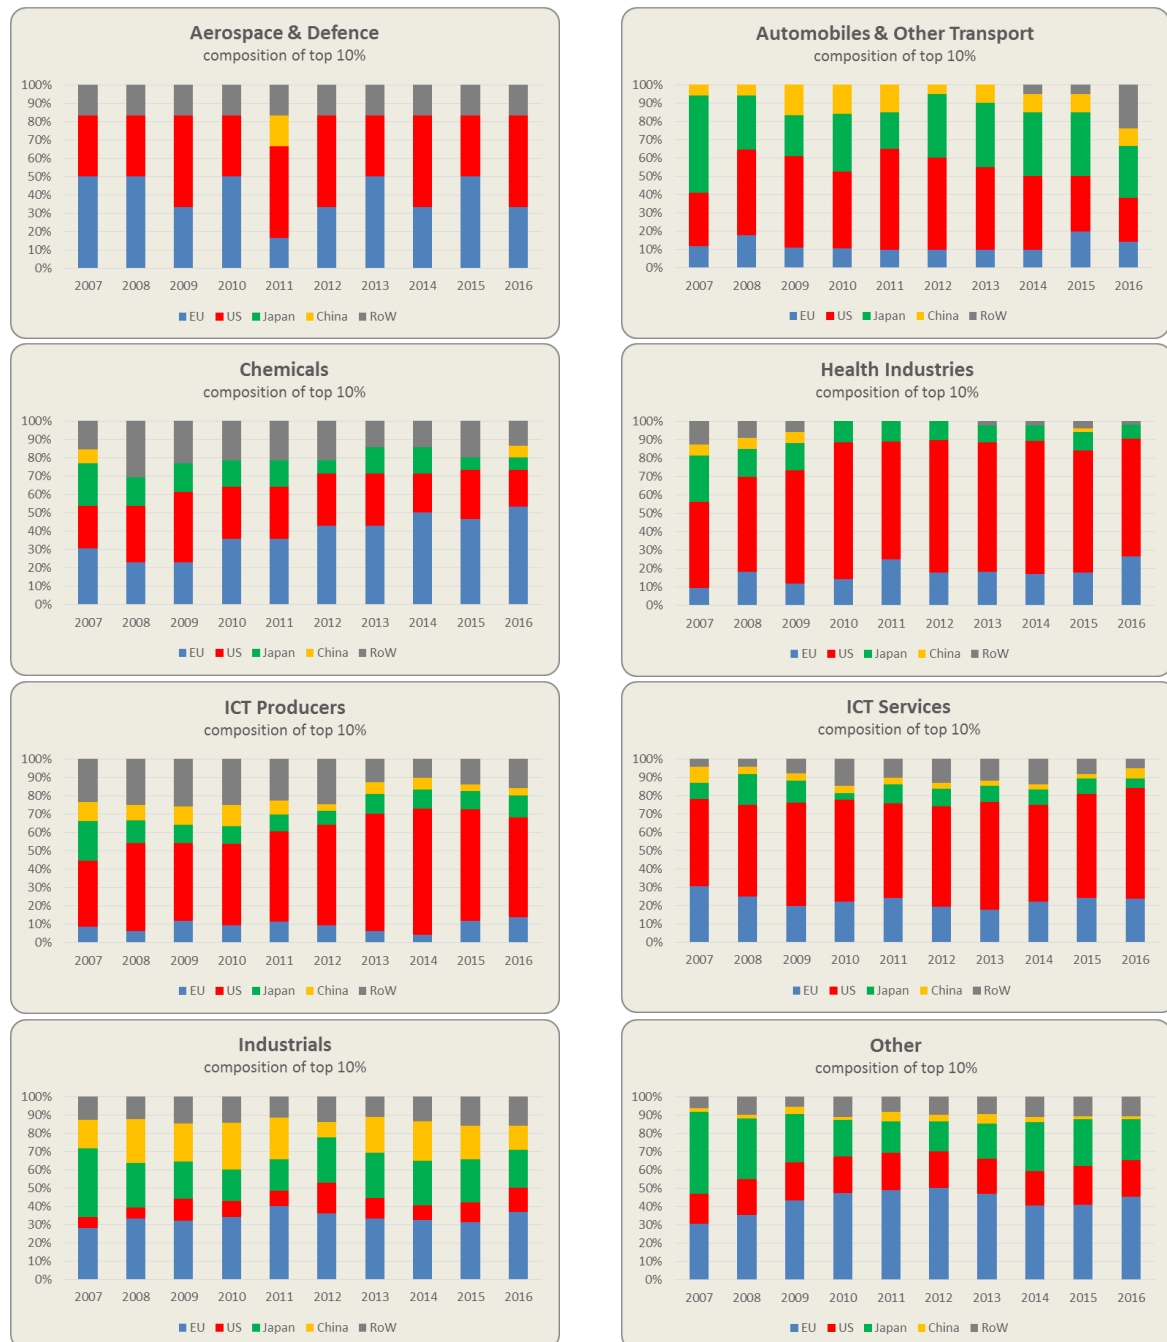 Aerospace & Defence
composition of top 10%
100%
90%
80%
70%
60%
50%
40%
30%
20%
10%
0%
2007 2008 2009 2010 2011 2012 2013 2014 2015 2016
EU US Japan China RoW
Automobiles & Other Transport
composition of top 10%
100%
90%
80%
70%
60%
50%
40%
30%
20%
10%
0%
2007 2008 2009 2010 2011 2012 2013 2014 2015 2016
EU US Japan China RoW
Chemicals
composition of top 10%
100%
90%
80%
70%
60%
50%
40%
30%
20%
10%
0%
2007 2008 2009 2010 2011 2012 2013 2014 2015 2016
EU US Japan China RoW
Health Industries
composition of top 10%
100%
90%
80%
70%
60%
50%
40%
30%
20%
10%
0%
2007 2008 2009 2010 2011 2012 2013 2014 2015 2016
EU US Japan China RoW
ICT Producers
composition of top 10%
100%
90%
80%
70%
60%
50%
40%
30%
20%
10%
0%
2007 2008 2009 2010 2011 2012 2013 2014 2015 2016
EU US Japan China RoW
ICT Services
composition of top 10%
100%
90%
80%
70%
60%
50%
40%
30%
20%
10%
0%
2007 2008 2009 2010 2011 2012 2013 2014 2015 2016
EU US Japan China RoW
Industrials
composition of top 10%
100%
90%
80%
70%
60%
50%
40%
30%
20%
10%
0%
2007 2008 2009 2010 2011 2012 2013 2014 2015 2016
EU US Japan China RoW
Other
composition of top 10%
100%
90%
80%
70%
60%
50%
40%
30%
20%
10%
0%
2007 2008 2009 2010 2011 2012 2013 2014 2015 2016
EU US Japan China RoW